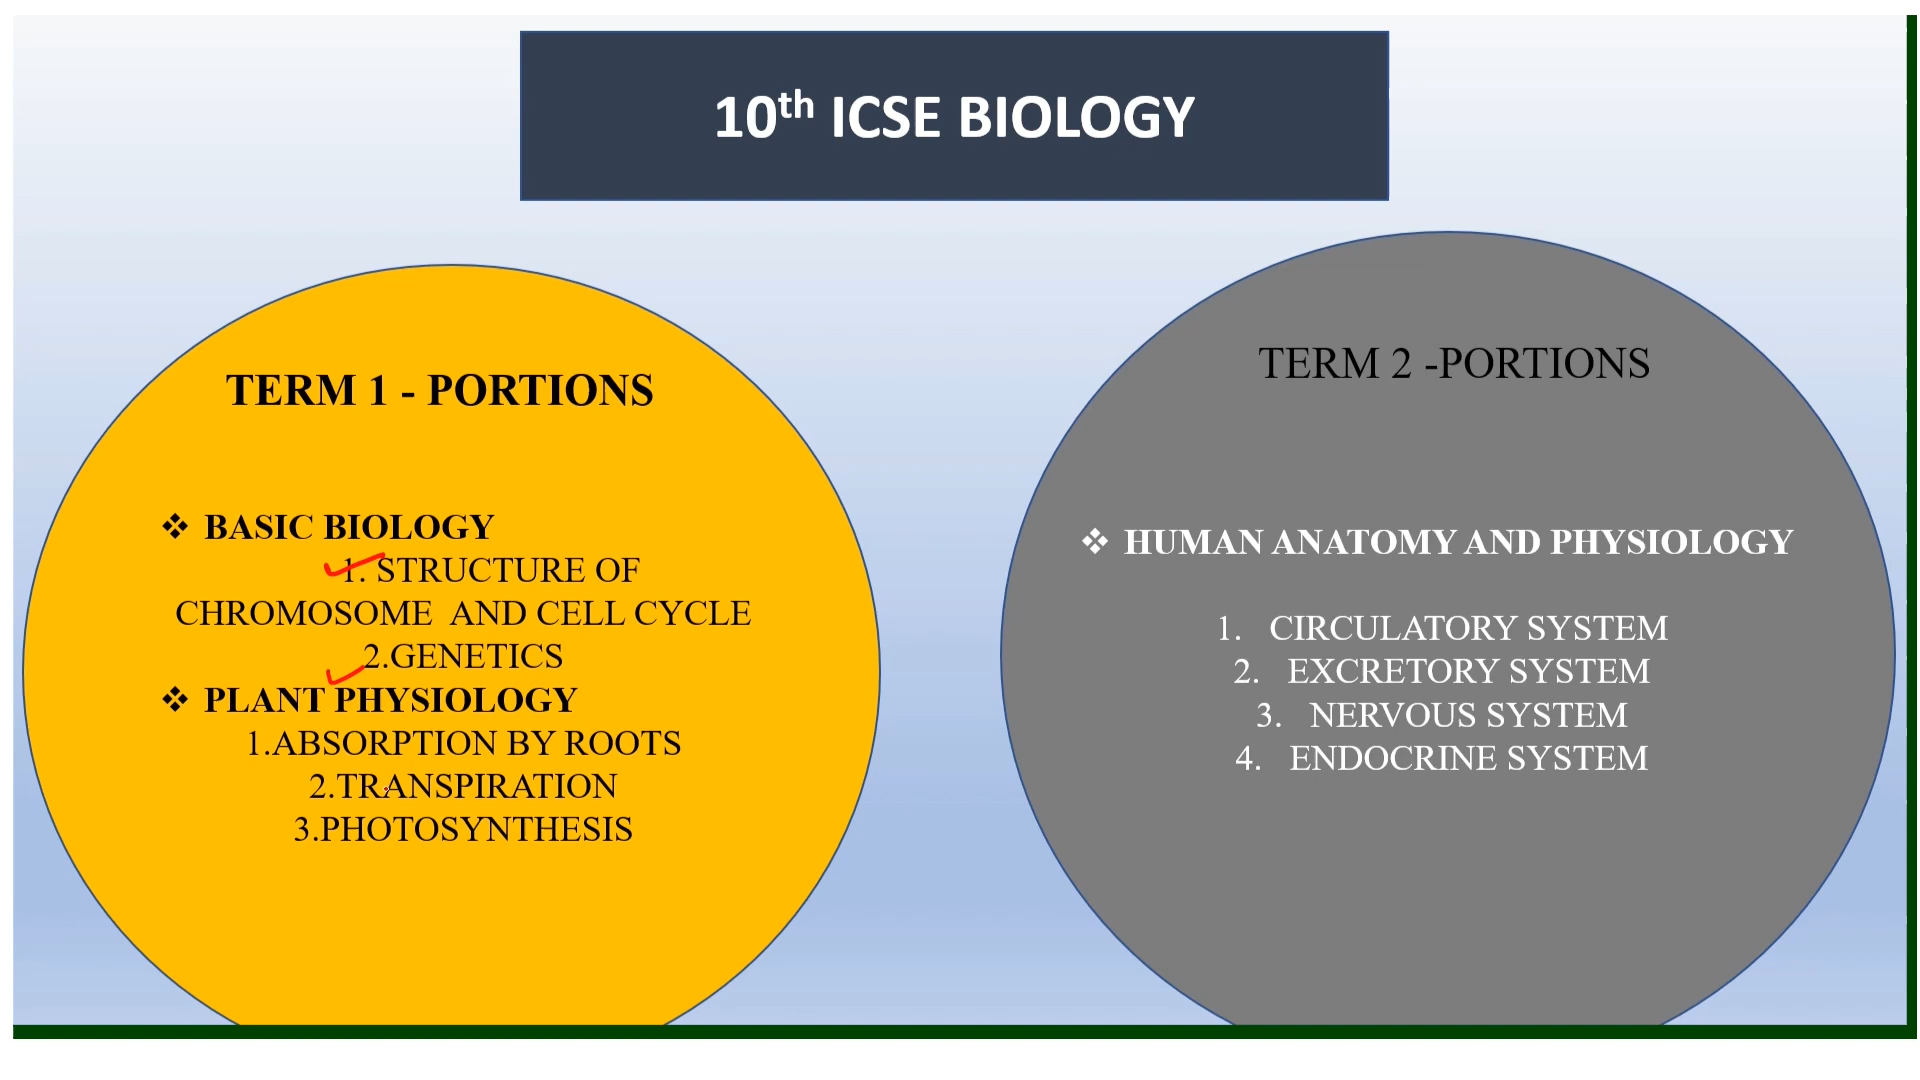 10th ICSE BIOLOGY
TERM 1 - PORTIONS
❖ BASIC BIOLOGY
1. STRUCTURE OF
CHROMOSOME AND CELL CYCLE
2.GENETICS
❖ PLANT PHYSIOLOGY
1.ABSORPTION BY ROOTS
2.TRANSPIRATION
3.PHOTOSYNTHESIS
TERM 2 -PORTIONS
❖ HUMAN ANATOMY AND PHYSIOLOGY
1. CIRCULATORY SYSTEM
2. EXCRETORY SYSTEM
3. NERVOUS SYSTEM
4. ENDOCRINE SYSTEM